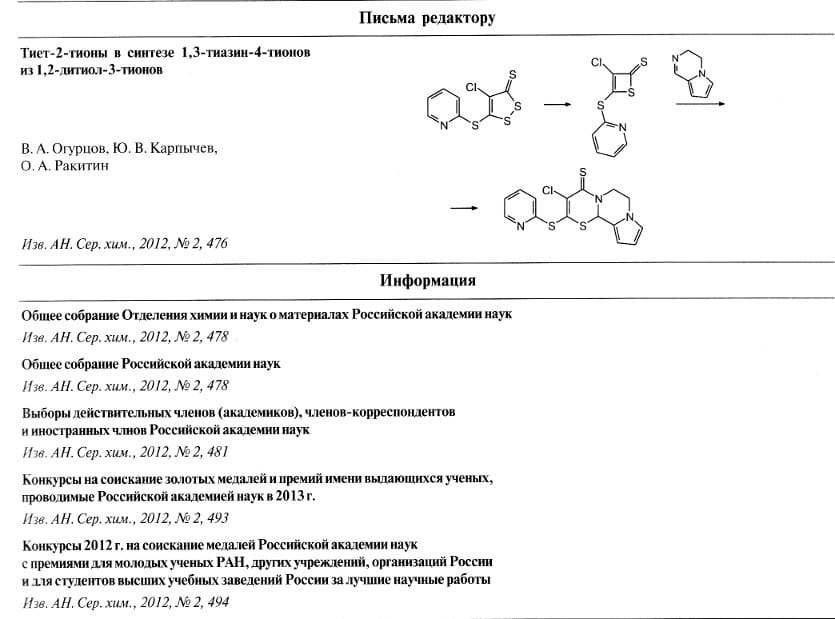 Письма редактору
Тиет-2-тионы в синтезе 1,3-тиазин-4-тионов
из 1,2-дитиол-3-тионов
В. А. Огурцов, Ю. В. Карпычев,
О. А. Ракитин
Изв. АН. Сер. хим., 2012, № 2, 476
Cl
S
S
S
S
N
Cl
S
S
S
N
N
N
S
Cl
N
N
S
S
N
Информация
Общее собрание Отделения химии и наук о материалах Российской академии наук
Изв. АН. Сер. хим., 2012, № 2, 478
Общее собрание Российской академии наук
Изв. АН. Сер. хим., 2012, № 2, 478
Выборы действительных членов (академиков), членов-корреспондентов
и иностранных члнов Российской академии наук
Изв. АН. Сер. хим., 2012, № 2, 481
Конкурсы на соискание золотых медалей и премий имени выдающихся ученых,
проводимые Российской академией наук в 2013 г.
Изв. АН. Сер. хим., 2012, № 2, 493
Конкурсы 2012 г. на соискание медалей Российской академии наук
с премиями для молодых ученых РАН, других учреждений, организаций России
и для студентов высших учебных заведений России за лучшие научные работы
Изв. АН. Сер. хим., 2012, № 2, 494